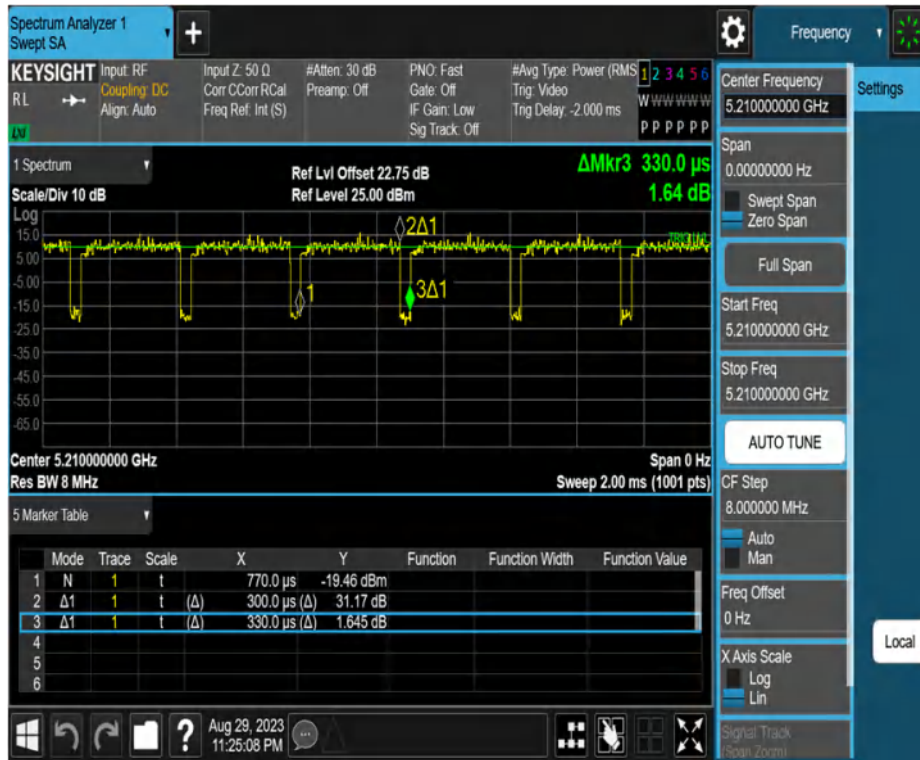 Spectrum Analyzer 1
Swept SA
+
Frequency
KEYSIGHT
RL
LXI
Input: RF
Coupling: DC
Align: Auto
Input Z: 50 Ω
Corr CCorr RCal
Freq Ref: Int (S)
#Atten: 30 dB
Preamp: Off
PNO: Fast
Gate: Off
IF Gain: Low
Sig Track: Off
#Avg Type: Power (RMS
Trig: Video
Trig Delay: -2.000 ms
1 2 3 4 5 6
W W W W W W
P P P P P P
1 Spectrum
Scale/Div 10 dB
Ref Lvl Offset 22.75 dB
Ref Level 25.00 dBm
ΔMkr3 330.0 µs
1.64 dB
Log
15.0
5.00
-5.00
-15.0
-25.0
-35.0
-45.0
-55.0
-65.0
2Δ1
1
3Δ1
TRIG LVL
Center 5.210000000 GHz
Res BW 8 MHz
Span 0 Hz
Sweep 2.00 ms (1001 pts)
5 Marker Table
Mode Trace Scale X Y Function Function Width Function Value
1 N 1 t 770.0 µs -19.46 dBm
2 Δ1 1 t (Δ) 300.0 µs (Δ) 31.17 dB
3 Δ1 1 t (Δ) 330.0 µs (Δ) 1.645 dB
4
5
6
?
Aug 29, 2023
11:25:08 PM
Center Frequency
5.210000000 GHz
Span
0.00000000 Hz
Swept Span
Zero Span
Full Span
Start Freq
5.210000000 GHz
Stop Freq
5.210000000 GHz
AUTO TUNE
CF Step
8.000000 MHz
Auto
Man
Freq Offset
0 Hz
X Axis Scale
Log
Lin
Signal Track
(Span Zoom)
Settings
Local